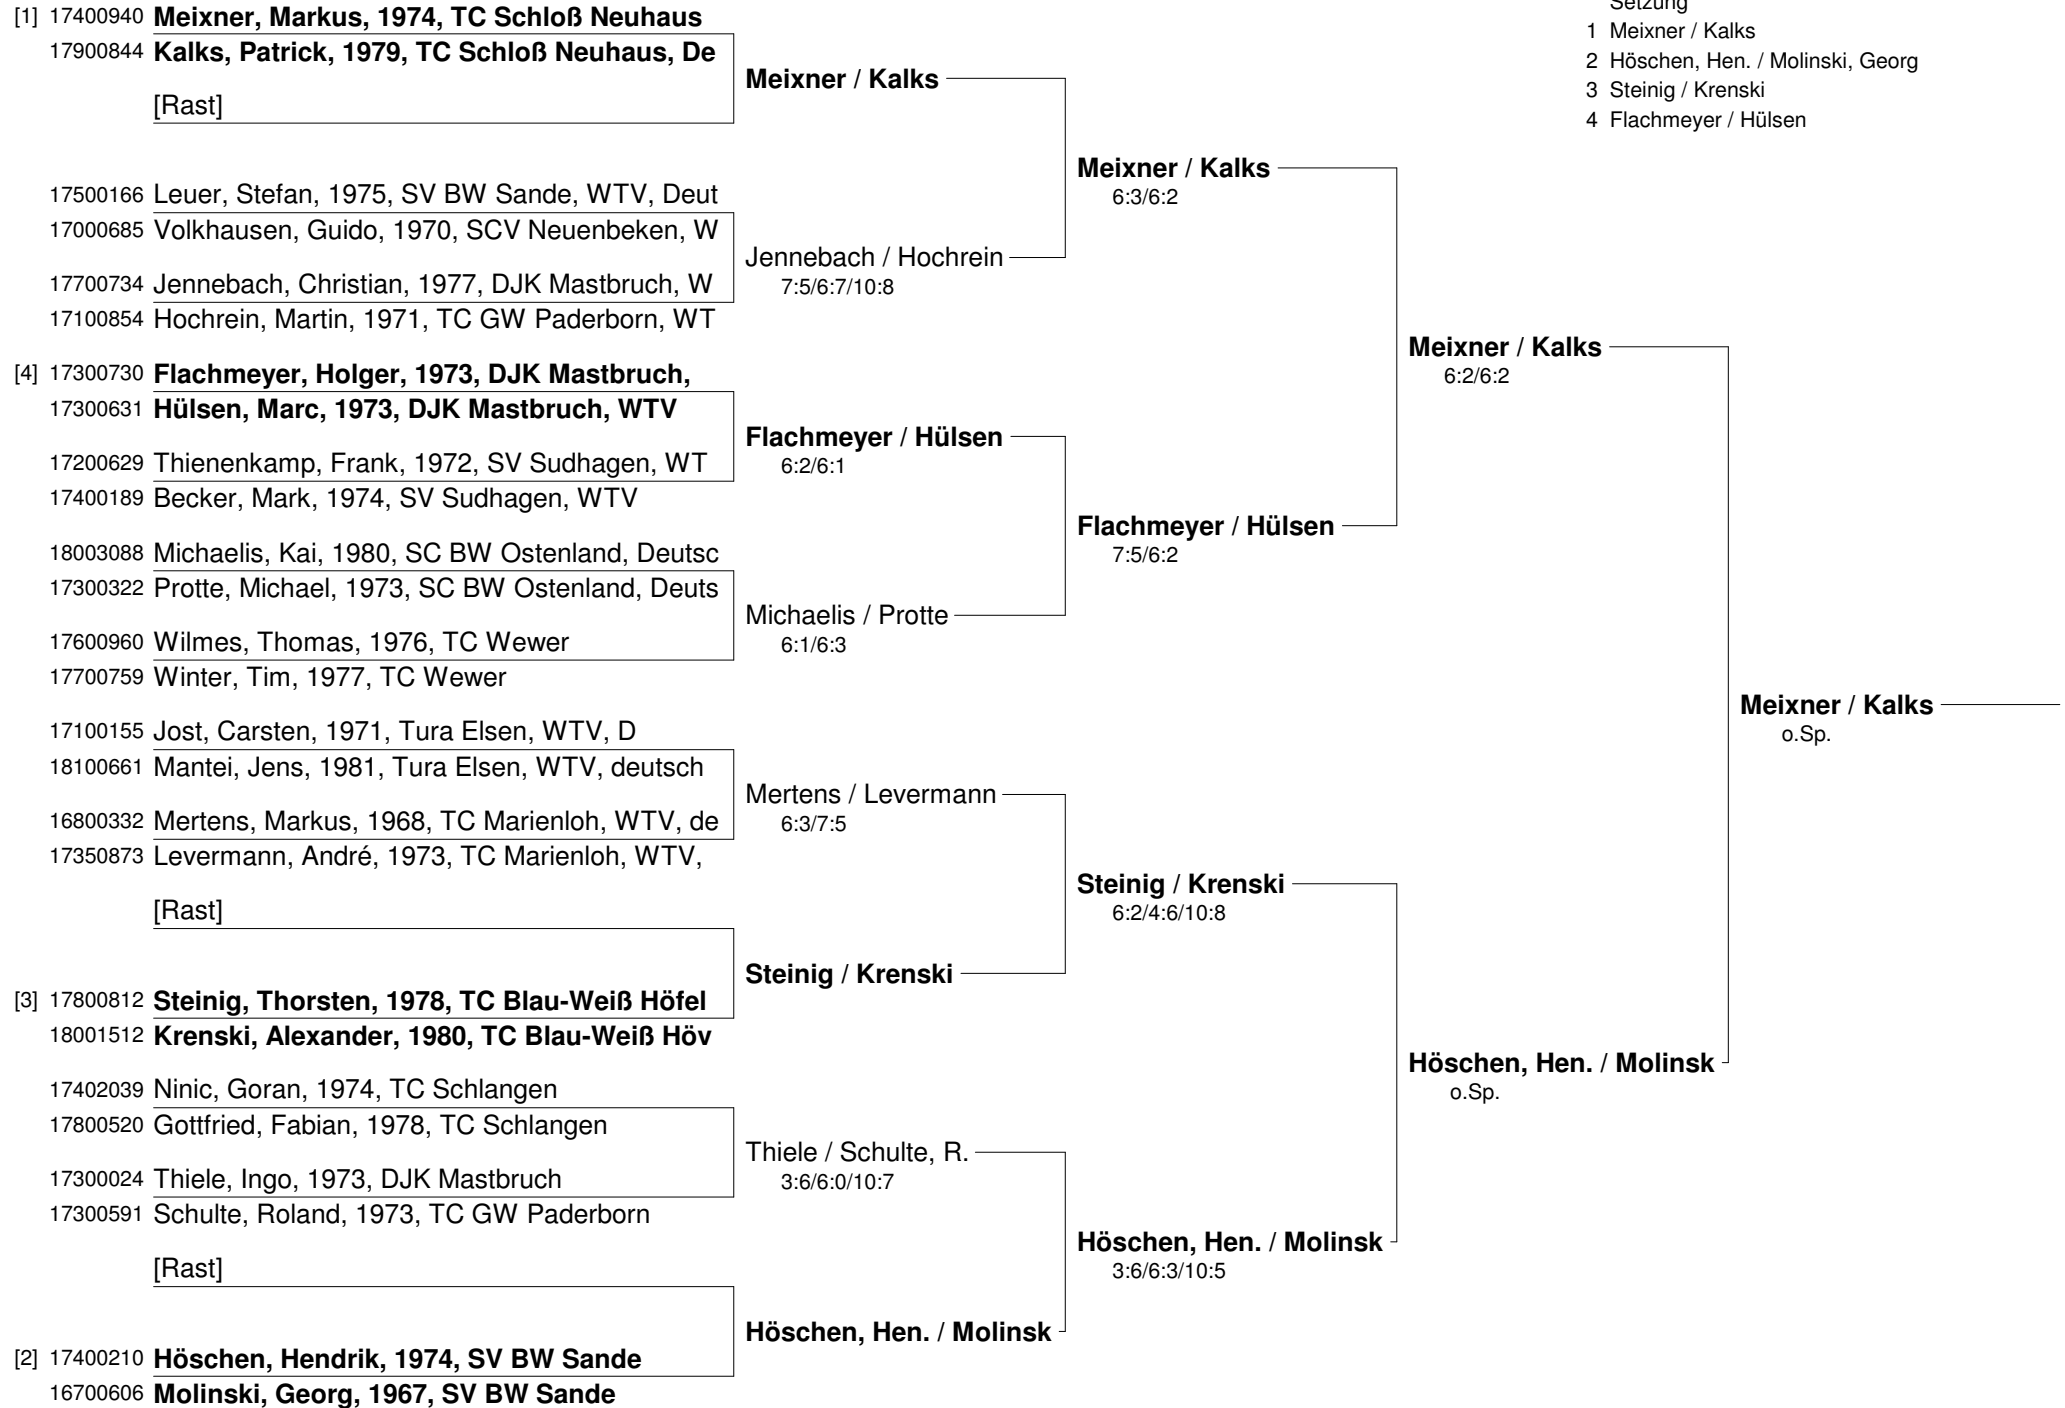 Setzung
1 Meixner / Kalks
2 Höschen, Hen. / Molinski, Georg
3 Steinig / Krenski
4 Flachmeyer / Hülsen
[1] 17400940 Meixner, Markus, 1974, TC Schloß Neuhaus
17900844 Kalks, Patrick, 1979, TC Schloß Neuhaus, De
[Rast]
17500166 Leuer, Stefan, 1975, SV BW Sande, WTV, Deut
17000685 Volkhausen, Guido, 1970, SCV Neuenbeken, W
17700734 Jennebach, Christian, 1977, DJK Mastbruch, W
17100854 Hochrein, Martin, 1971, TC GW Paderborn, WT
[4] 17300730 Flachmeyer, Holger, 1973, DJK Mastbruch,
17300631 Hülsen, Marc, 1973, DJK Mastbruch, WTV
17200629 Thienenkamp, Frank, 1972, SV Sudhagen, WT
17400189 Becker, Mark, 1974, SV Sudhagen, WTV
18003088 Michaelis, Kai, 1980, SC BW Ostenland, Deutsc
17300322 Protte, Michael, 1973, SC BW Ostenland, Deuts
17600960 Wilmes, Thomas, 1976, TC Wewer
17700759 Winter, Tim, 1977, TC Wewer
17100155 Jost, Carsten, 1971, Tura Elsen, WTV, D
18100661 Mantei, Jens, 1981, Tura Elsen, WTV, deutsch
16800332 Mertens, Markus, 1968, TC Marienloh, WTV, de
17350873 Levermann, André, 1973, TC Marienloh, WTV,
[Rast]
[3] 17800812 Steinig, Thorsten, 1978, TC Blau-Weiß Höfel
18001512 Krenski, Alexander, 1980, TC Blau-Weiß Höv
17402039 Ninic, Goran, 1974, TC Schlangen
17800520 Gottfried, Fabian, 1978, TC Schlangen
17300024 Thiele, Ingo, 1973, DJK Mastbruch
17300591 Schulte, Roland, 1973, TC GW Paderborn
[Rast]
[2] 17400210 Höschen, Hendrik, 1974, SV BW Sande
16700606 Molinski, Georg, 1967, SV BW Sande
Meixner / Kalks
Jennebach / Hochrein
7:5/6:7/10:8
Flachmeyer / Hülsen
6:2/6:1
Michaelis / Protte
6:1/6:3
Mertens / Levermann
6:3/7:5
Steinig / Krenski
Thiele / Schulte, R.
3:6/6:0/10:7
Höschen, Hen. / Molinsk
Meixner / Kalks
6:3/6:2
Flachmeyer / Hülsen
7:5/6:2
Steinig / Krenski
6:2/4:6/10:8
Höschen, Hen. / Molinsk
3:6/6:3/10:5
Meixner / Kalks
6:2/6:2
Höschen, Hen. / Molinsk
o.Sp.
Meixner / Kalks
o.Sp.